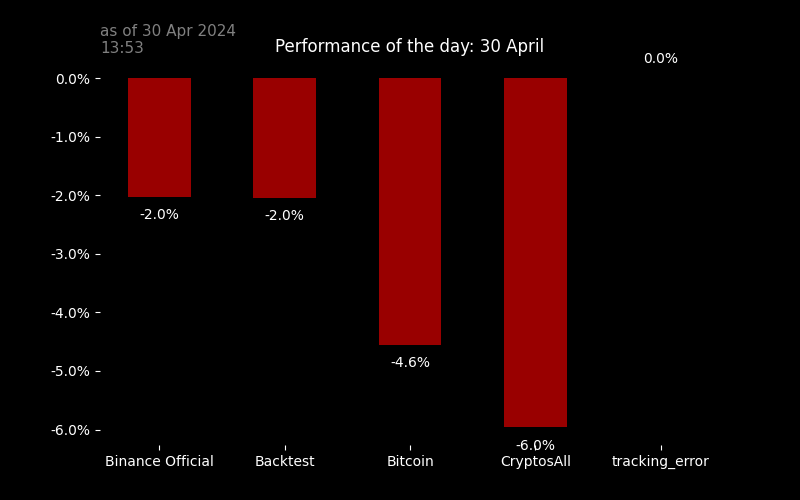 as of 30 Apr 2024
13:53
Performance of the day: 30 April
0.0%
0.0%
-1.0%
-2.0%
-2.0%
-2.0%
-3.0%
-4.0%
-4.6%
-5.0%
-6.0%
-6.0%
Binance Official
Backtest
Bitcoin
CryptosAll
tracking_error